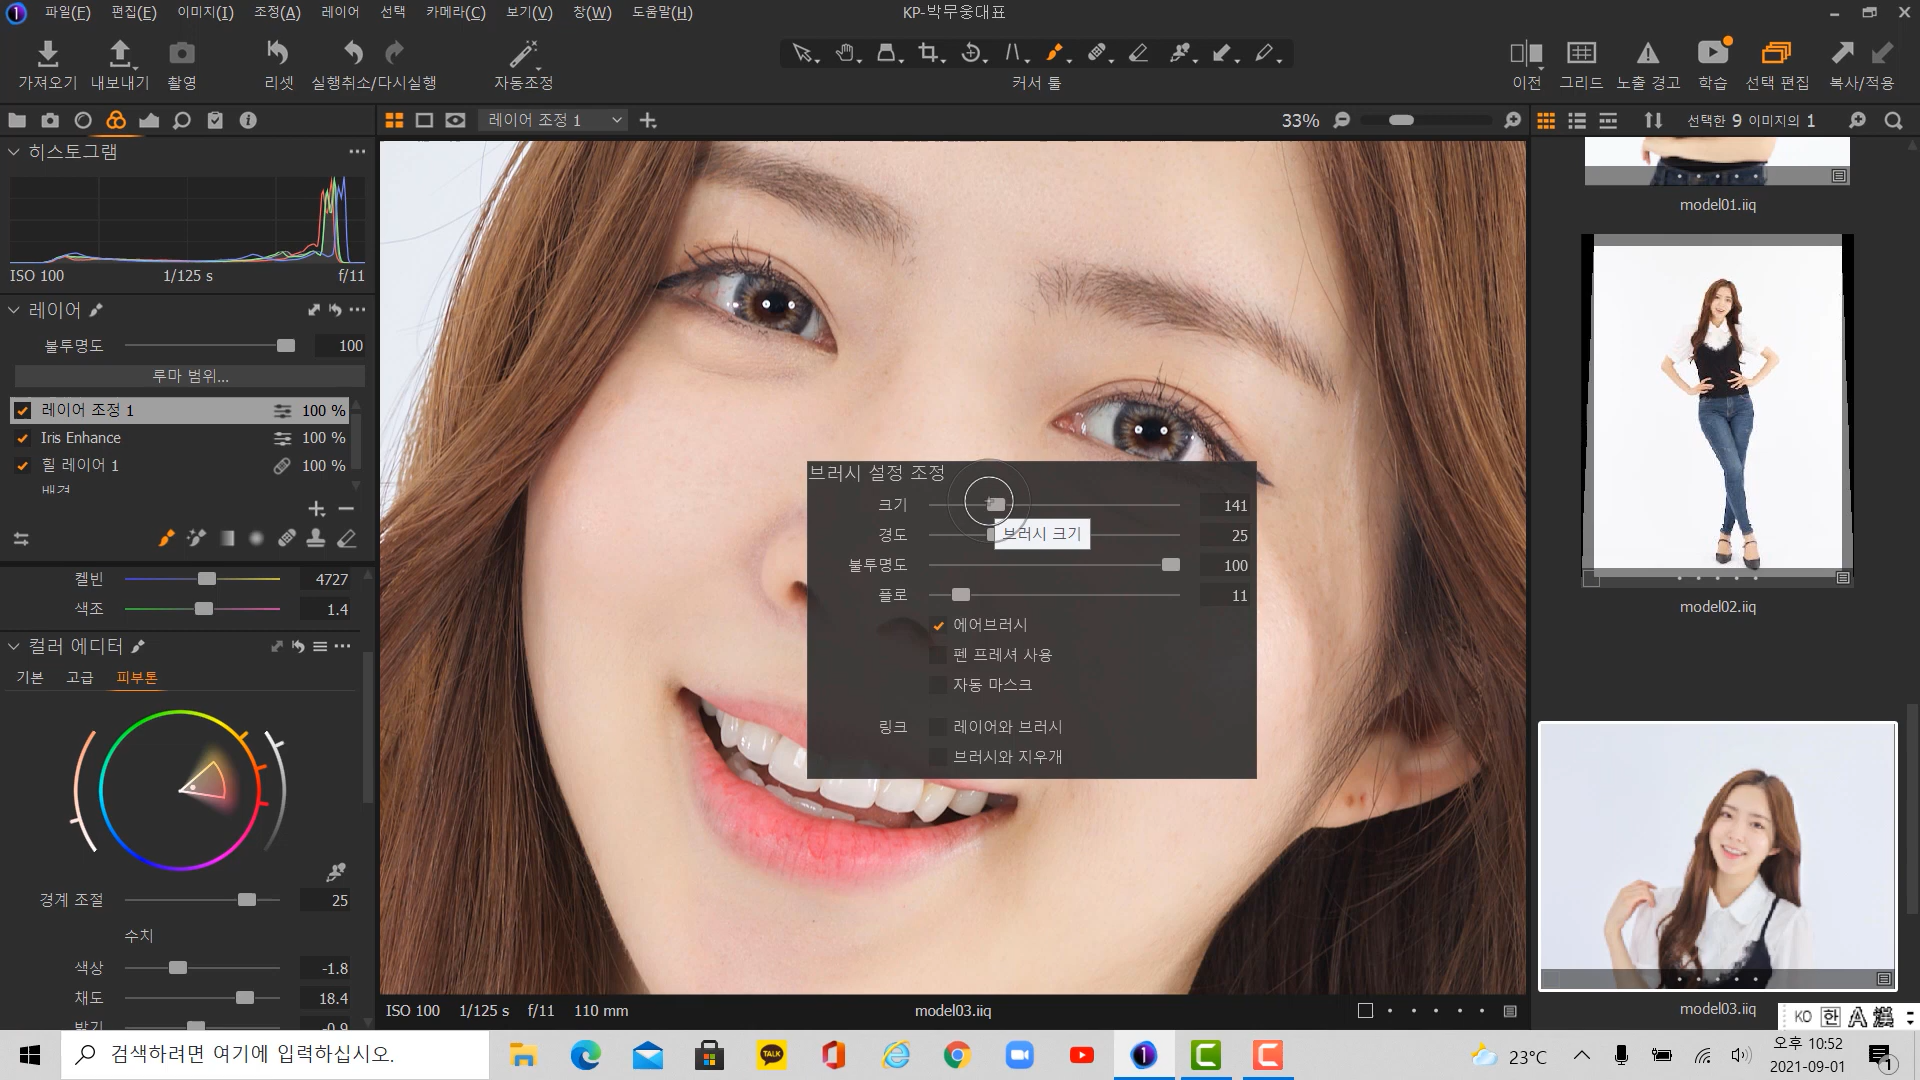 파일(F) 편집(E) 이미지(I) 조정(A) 레이어 선택 카메라(C) 보기(V) 창(W) 도움말(H)
KP-박무웅대표
가져오기 내보내기 촬영 리셋 실행취소/다시실행 자동조정
커서 툴
이전 그리드 노출 경고 학습 선택 편집 복사/적용
레이어 조정 1
33%
선택한 9 이미지의 1
히스토그램
ISO 100 1/125 s f/11
레이어
불투명도 100
루마 범위...
레이어 조정 1 100 %
Iris Enhance 100 %
힐 레이어 1 100 %
배경
켈빈 4727
색조 1.4
컬러 에디터
기본 고급 피부톤
경계 조절 25
수치
색상 -1.8
채도 18.4
밝기 -0.9
브러시 설정 조정
크기 141
경도 25
브러시 크기
불투명도 100
플로 11
에어브러시
펜 프레셔 사용
자동 마스크
링크 레이어와 브러시
브러시와 지우개
ISO 100 1/125 s f/11 110 mm
model03.iiq
model01.iiq
model02.iiq
model03.iiq
KO 한 A 漢
검색하려면 여기에 입력하십시오.
TALK
23°C
오후 10:52
2021-09-01
1